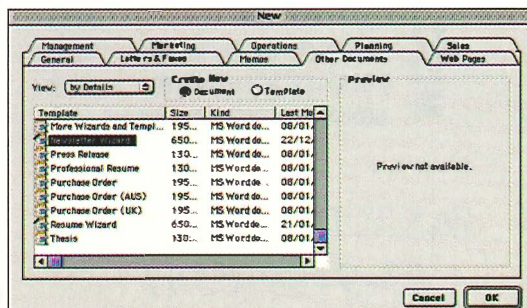 New
Management Marketing Operations Planning Sales
General Letters & Faxes Memos Other Documents Web Pages
View: by Details
Create New
Document Template
Preview
Template Size Kind Last Mo
More Wizards and Templ... 195... MS Word do... 08/01/
Newsletter Wizard 650... MS Word do... 22/12/
Press Release 130... MS Word do... 08/01/
Professional Resume 130... MS Word do... 08/01/
Purchase Order 195... MS Word do... 08/01/
Purchase Order (AUS) 195... MS Word do... 08/01/
Purchase Order (UK) 195... MS Word do... 08/01/
Resume Wizard 650... MS Word do... 21/01/
Thesis 130... MS Word do... 08/01/
Preview not available.
Cancel OK